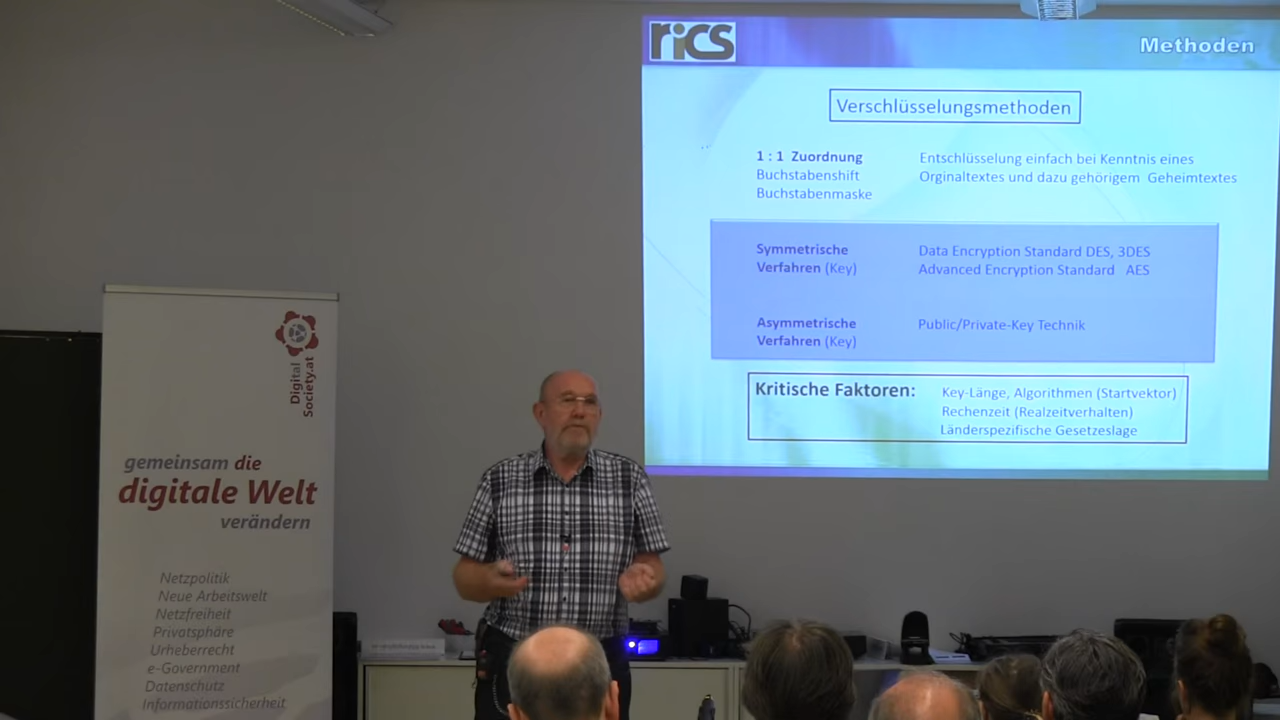 rics
Methoden
Verschlüsselungsmethoden
1 : 1 Zuordnung
Buchstabenshift
Buchstabenmaske
Entschlüsselung einfach bei Kenntnis eines
Orginaltextes und dazu gehörigem Geheimtextes
Symmetrische
Verfahren (Key)
Data Encryption Standard DES, 3DES
Advanced Encryption Standard AES
Asymmetrische
Verfahren (Key)
Public/Private-Key Technik
Kritische Faktoren:
Key-Länge, Algorithmen (Startvektor)
Rechenzeit (Realzeitverhalten)
Länderspezifische Gesetzeslage
Digital
Society.at
gemeinsam die
digitale Welt
verändern
Netzpolitik
Neue Arbeitswelt
Netzfreiheit
Privatsphäre
Urheberrecht
e-Government
Datenschutz
Informationssicherheit